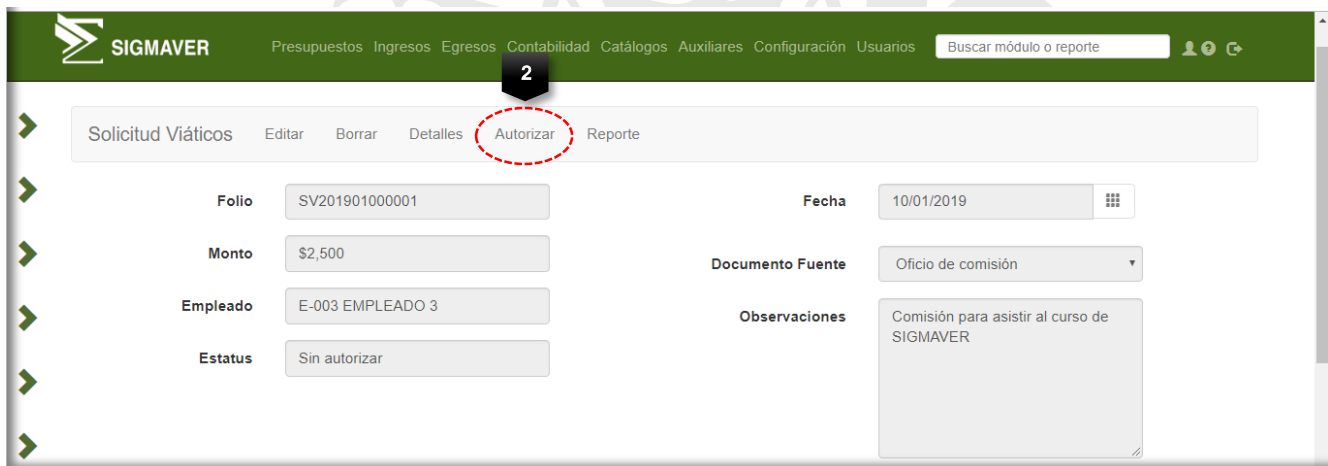 SIGMAVER
Presupuestos Ingresos Egresos Contabilidad Catálogos Auxiliares Configuración Usuarios
Buscar módulo o reporte
2
Solicitud Viáticos Editar Borrar Detalles Autorizar Reporte
Folio SV201901000001
Fecha 10/01/2019
Monto $2,500
Documento Fuente Oficio de comisión
Empleado E-003 EMPLEADO 3
Observaciones Comisión para asistir al curso de
SIGMAVER
Estatus Sin autorizar